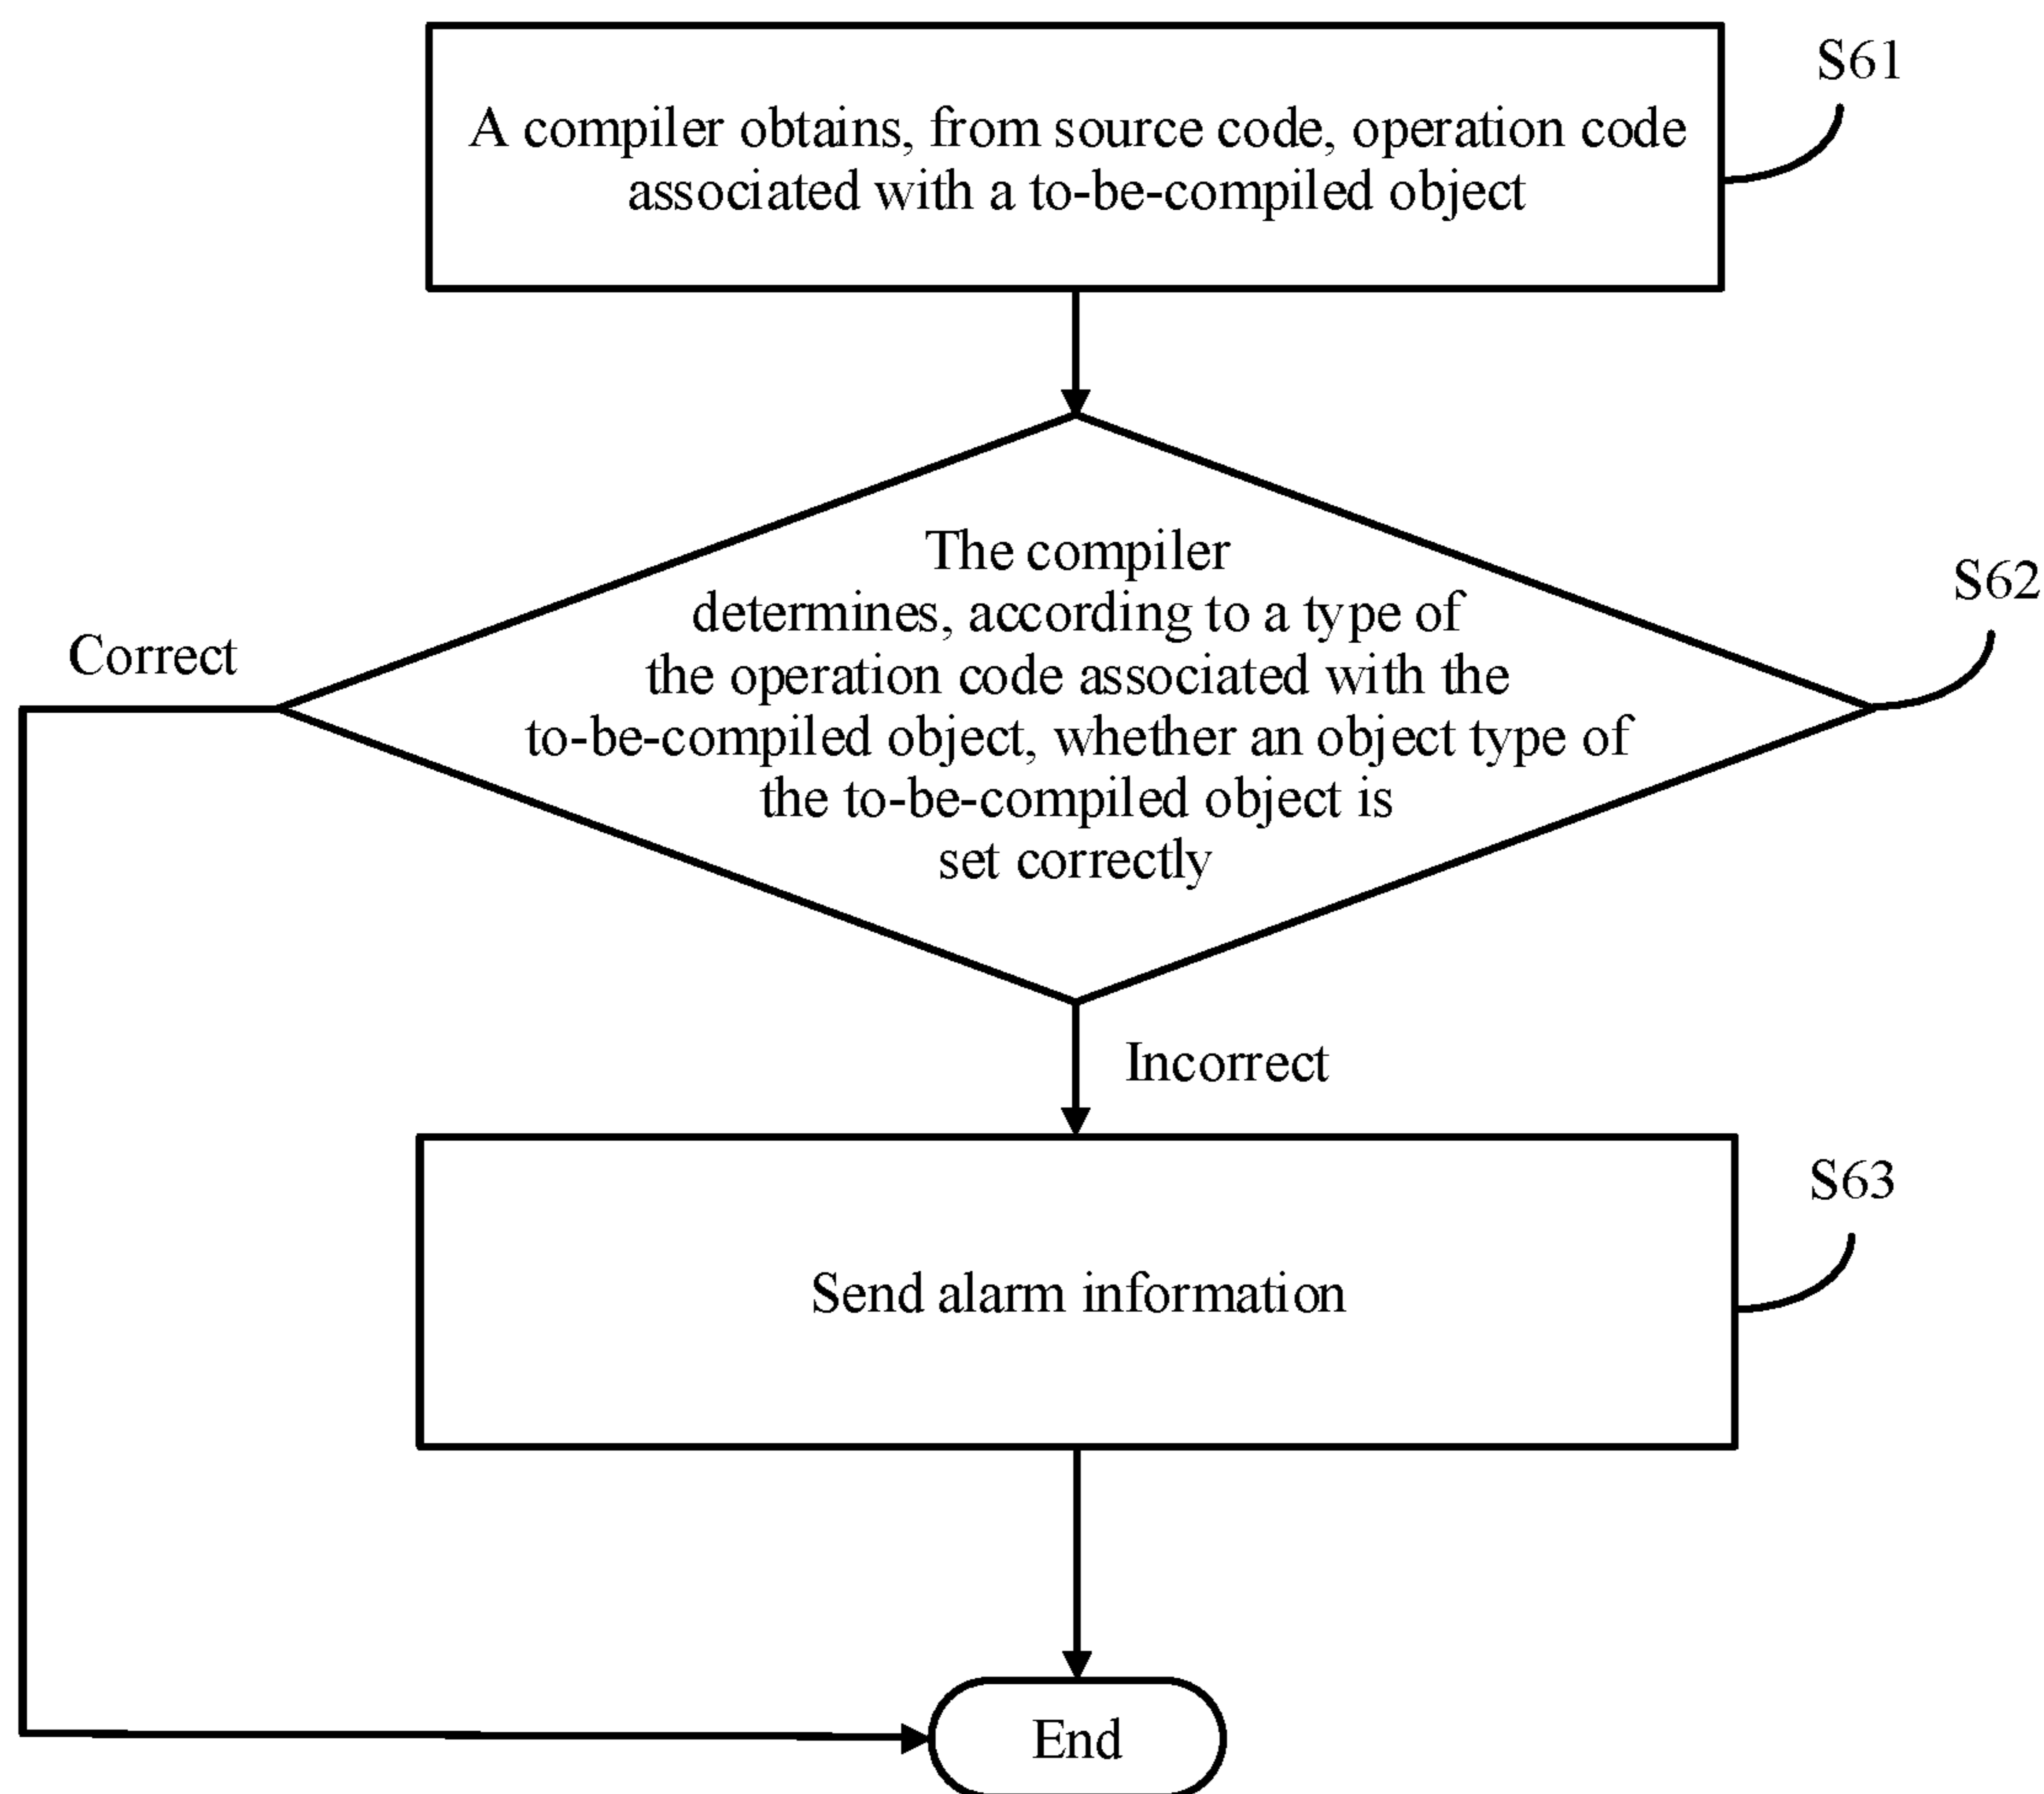 S61
A compiler obtains, from source code, operation code
associated with a to-be-compiled object
The compiler
determines, according to a type of
the operation code associated with the
to-be-compiled object, whether an object type of
the to-be-compiled object is
set correctly
S62
Correct
Incorrect
S63
Send alarm information
End